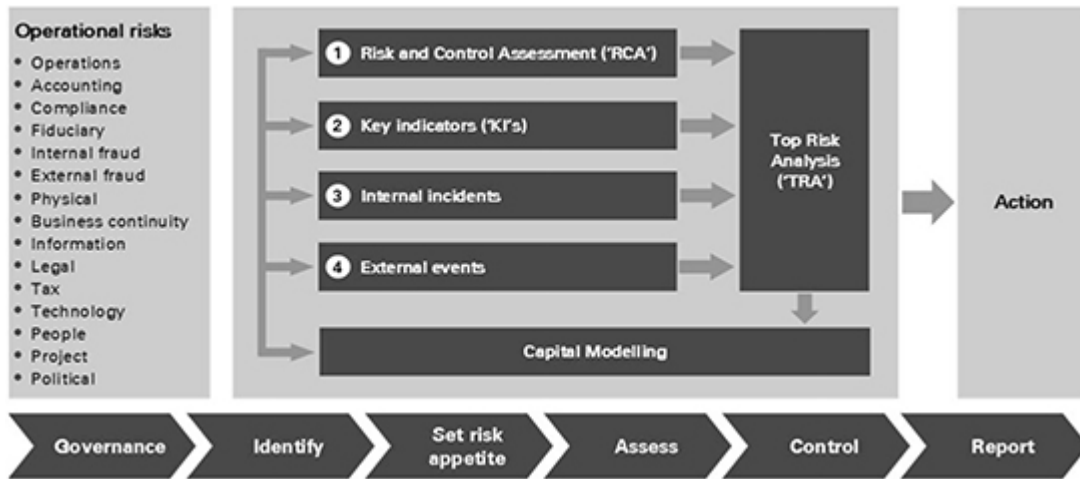 Operational risks
• Operations
• Accounting
• Compliance
• Fiduciary
• Internal fraud
• External fraud
• Physical
• Business continuity
• Information
• Legal
• Tax
• Technology
• People
• Project
• Political
1 Risk and Control Assessment ('RCA')
2 Key indicators ('KI's)
3 Internal incidents
4 External events
Capital Modelling
Top Risk
Analysis
('TRA')
Action
Governance
Identify
Set risk
appetite
Assess
Control
Report